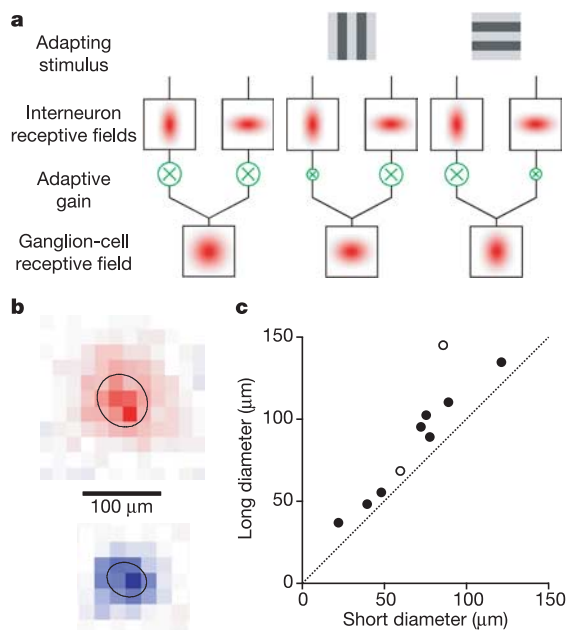 a
Adapting
stimulus
Interneuron
receptive fields
Adaptive
gain
Ganglion-cell
receptive field
b
100 μm
c
150
100
50
0
0
50
100
150
Long diameter (μm)
Short diameter (μm)